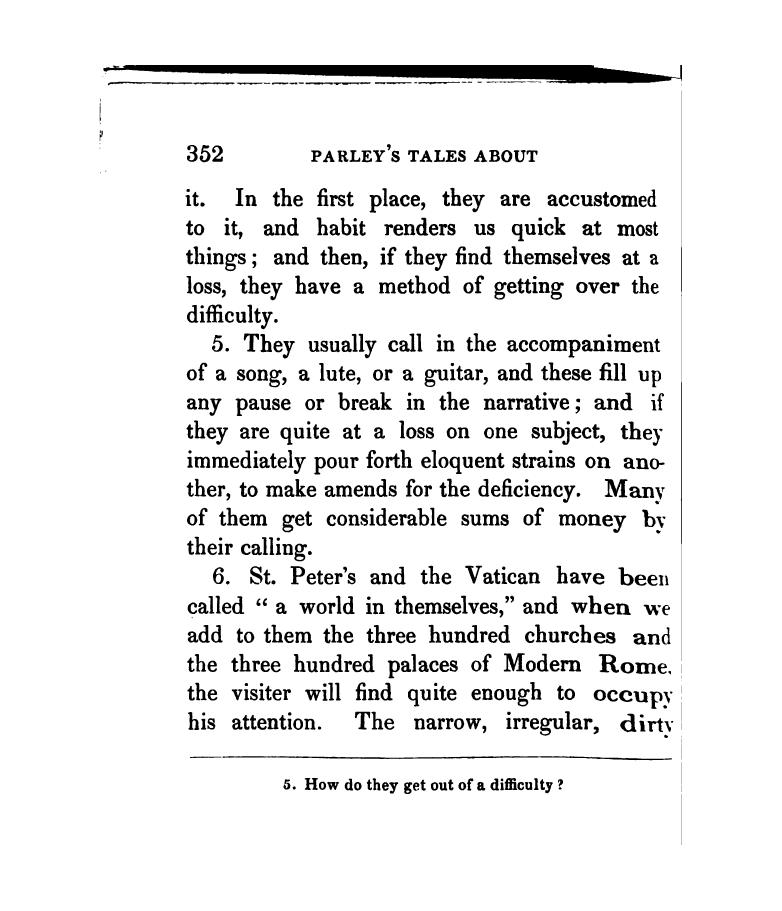 352 PARLEY'S TALES ABOUT
it. In the first place, they are accustomed
to it, and habit renders us quick at most
things; and then, if they find themselves at a
loss, they have a method of getting over the
difficulty.
5. They usually call in the accompaniment
of a song, a lute, or a guitar, and these fill up
any pause or break in the narrative; and if
they are quite at a loss on one subject, they
immediately pour forth eloquent strains on ano-
ther, to make amends for the deficiency. Many
of them get considerable sums of money by
their calling.
6. St. Peter's and the Vatican have been
called “ a world in themselves,” and when we
add to them the three hundred churches and
the three hundred palaces of Modern Rome,
the visiter will find quite enough to occupy
his attention. The narrow, irregular, dirty
5. How do they get out of a difficulty ?